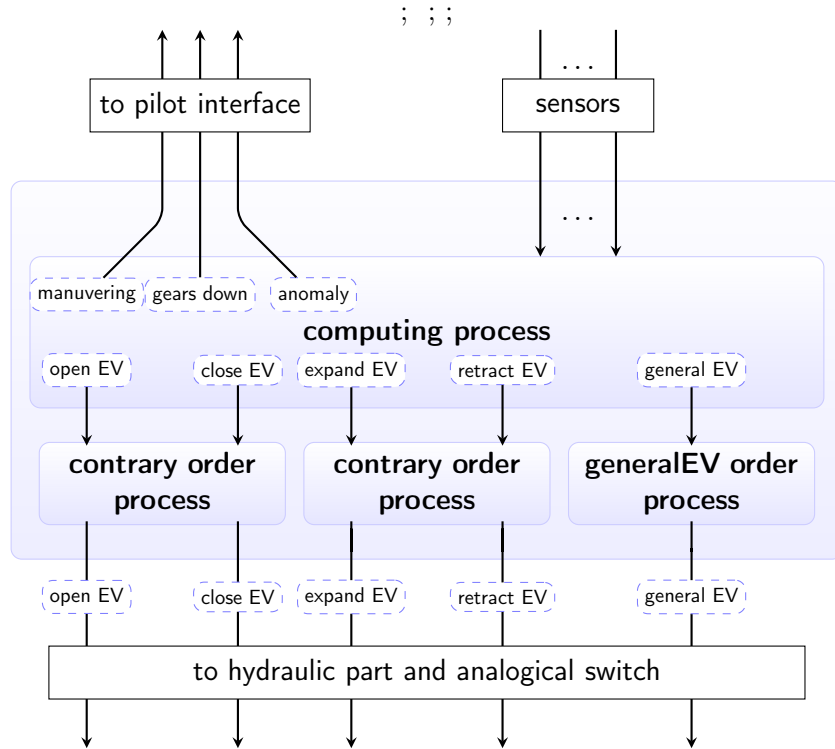 ; ; ;
. . .
to pilot interface
sensors
. . .
manuvering
gears down
anomaly
computing process
open EV
close EV
expand EV
retract EV
general EV
contrary order
process
contrary order
process
generalEV order
process
open EV
close EV
expand EV
retract EV
general EV
to hydraulic part and analogical switch